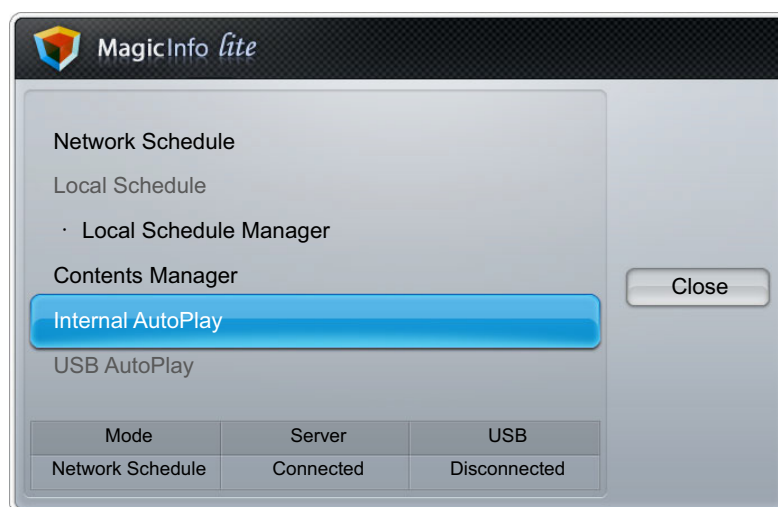 MagicInfo lite
Network Schedule
Local Schedule
· Local Schedule Manager
Contents Manager
Close
Internal AutoPlay
USB AutoPlay
Mode Server USB
Network Schedule Connected Disconnected